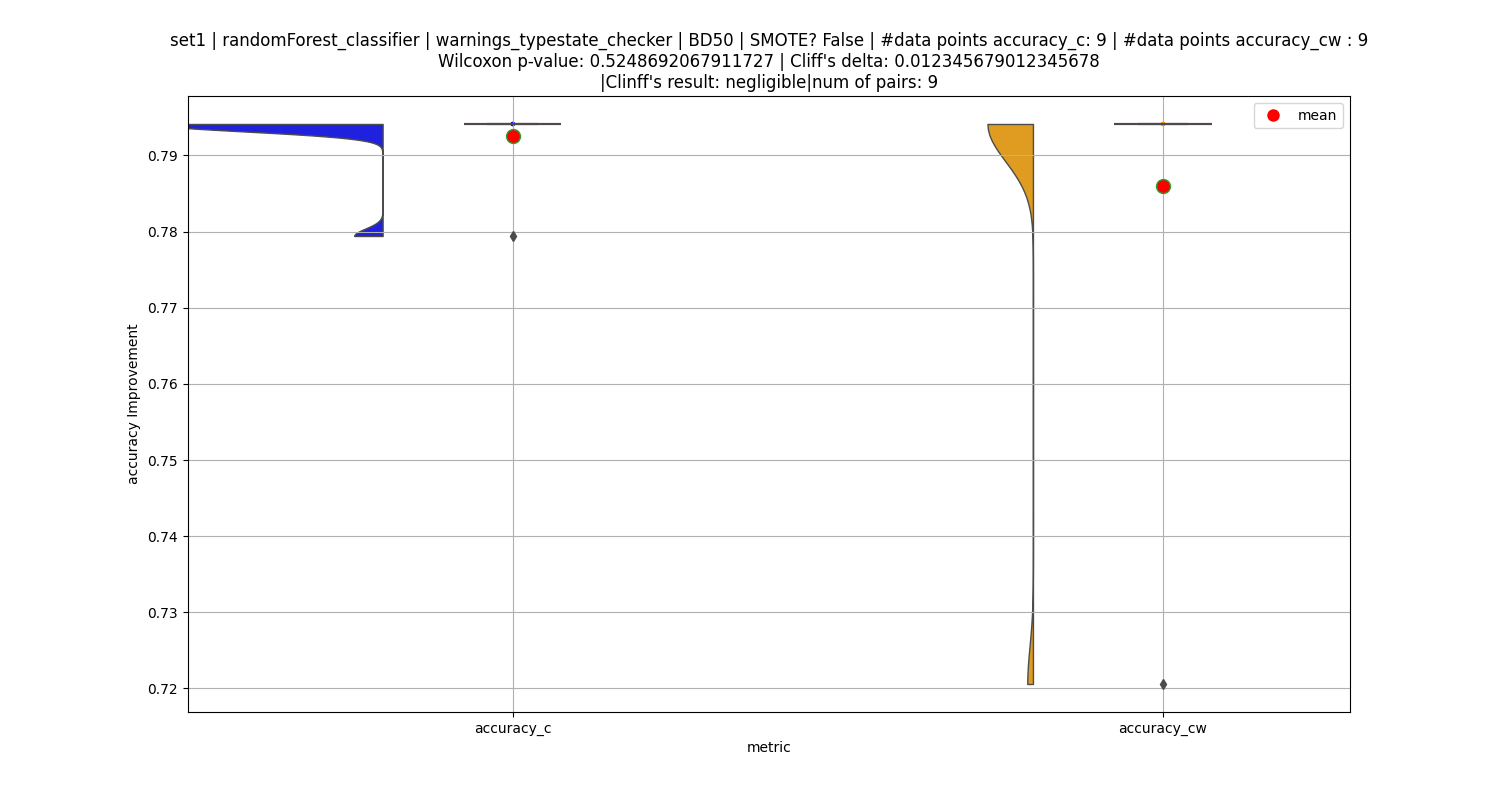 set1 | randomForest_classifier | warnings_typestate_checker | BD50 | SMOTE? False | #data points accuracy_c: 9 | #data points accuracy_cw : 9
Wilcoxon p-value: 0.5248692067911727 | Cliff's delta: 0.012345679012345678
|Clinff's result: negligible|num of pairs: 9
mean
accuracy Improvement
0.79
0.78
0.77
0.76
0.75
0.74
0.73
0.72
accuracy_c
accuracy_cw
metric